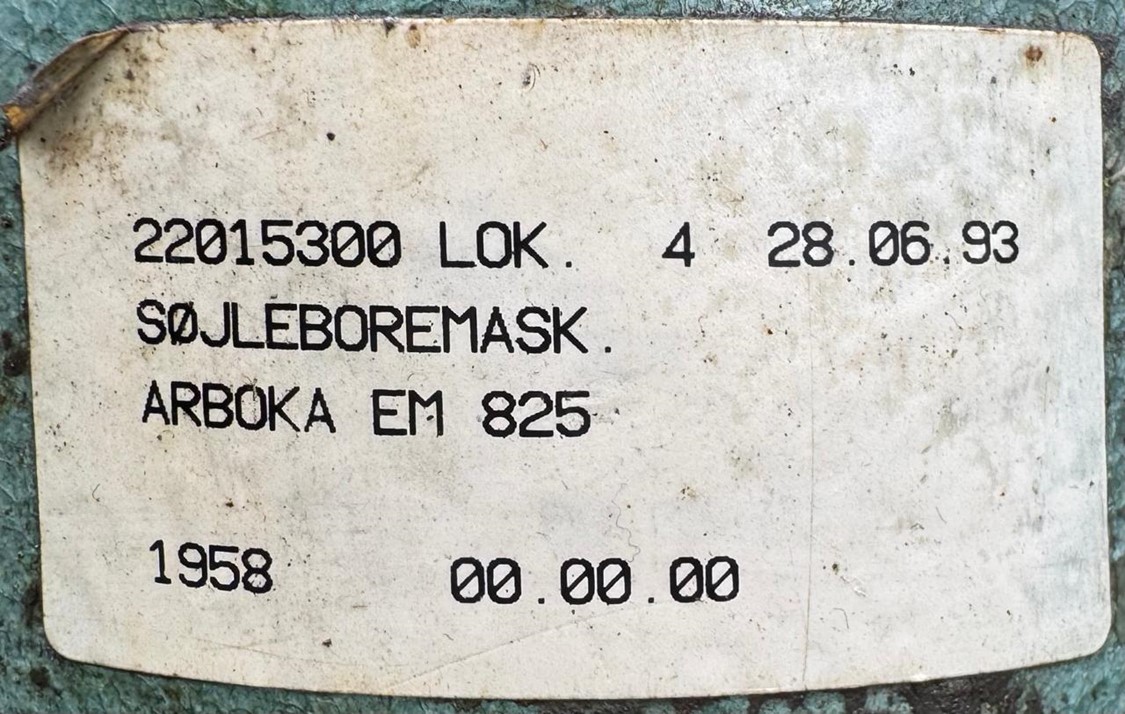 22015300 LOK. 4 28.06.93
SØJLEBOREMASK.
ARBOKA EM 825
1958 00.00.00